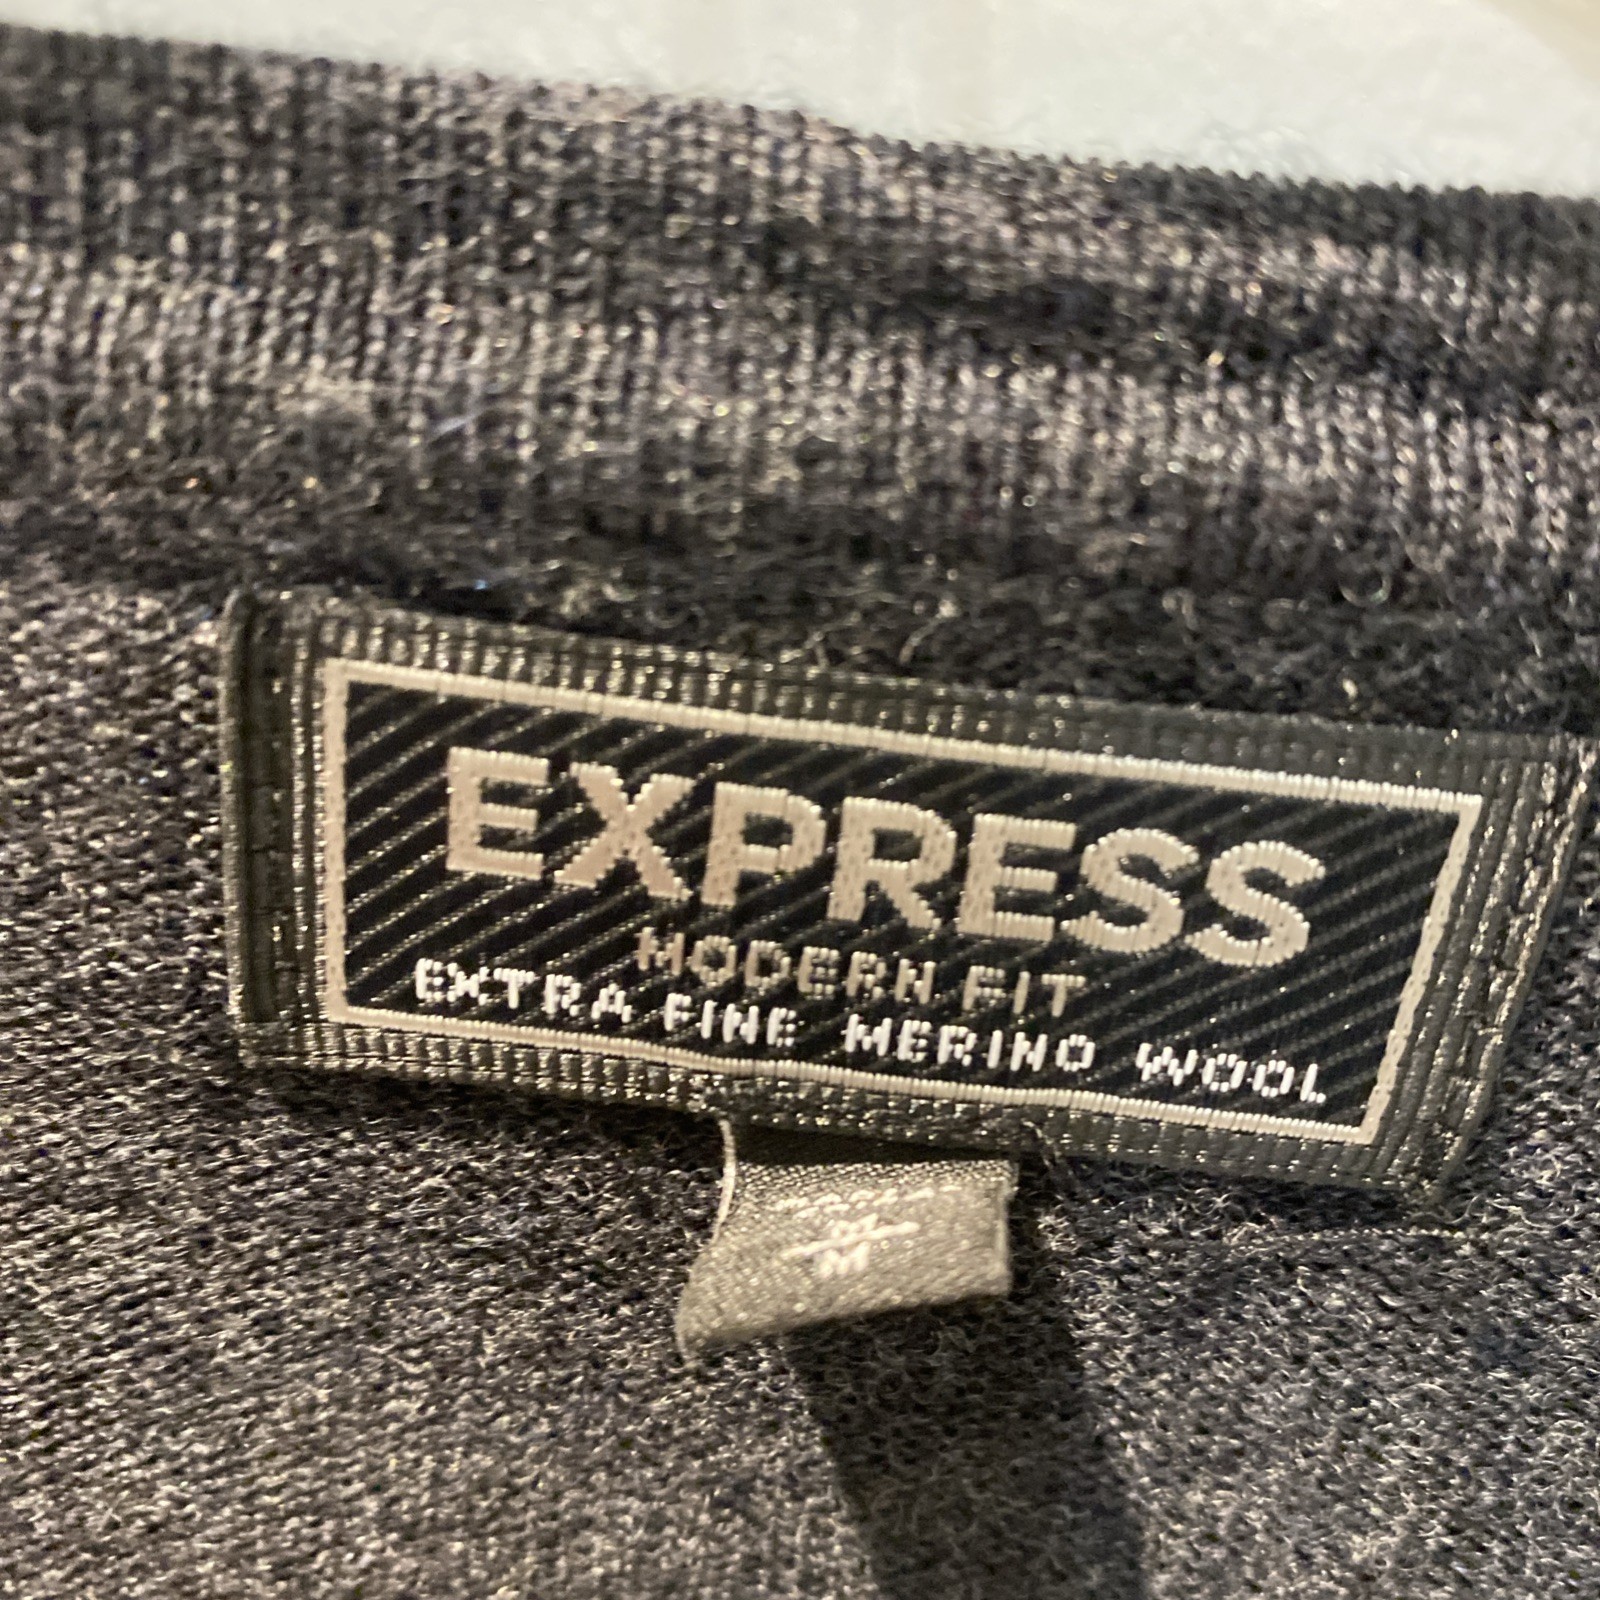 EXPRESS
MODERN FIT
EXTRA FINE MERINO WOOL
M
M